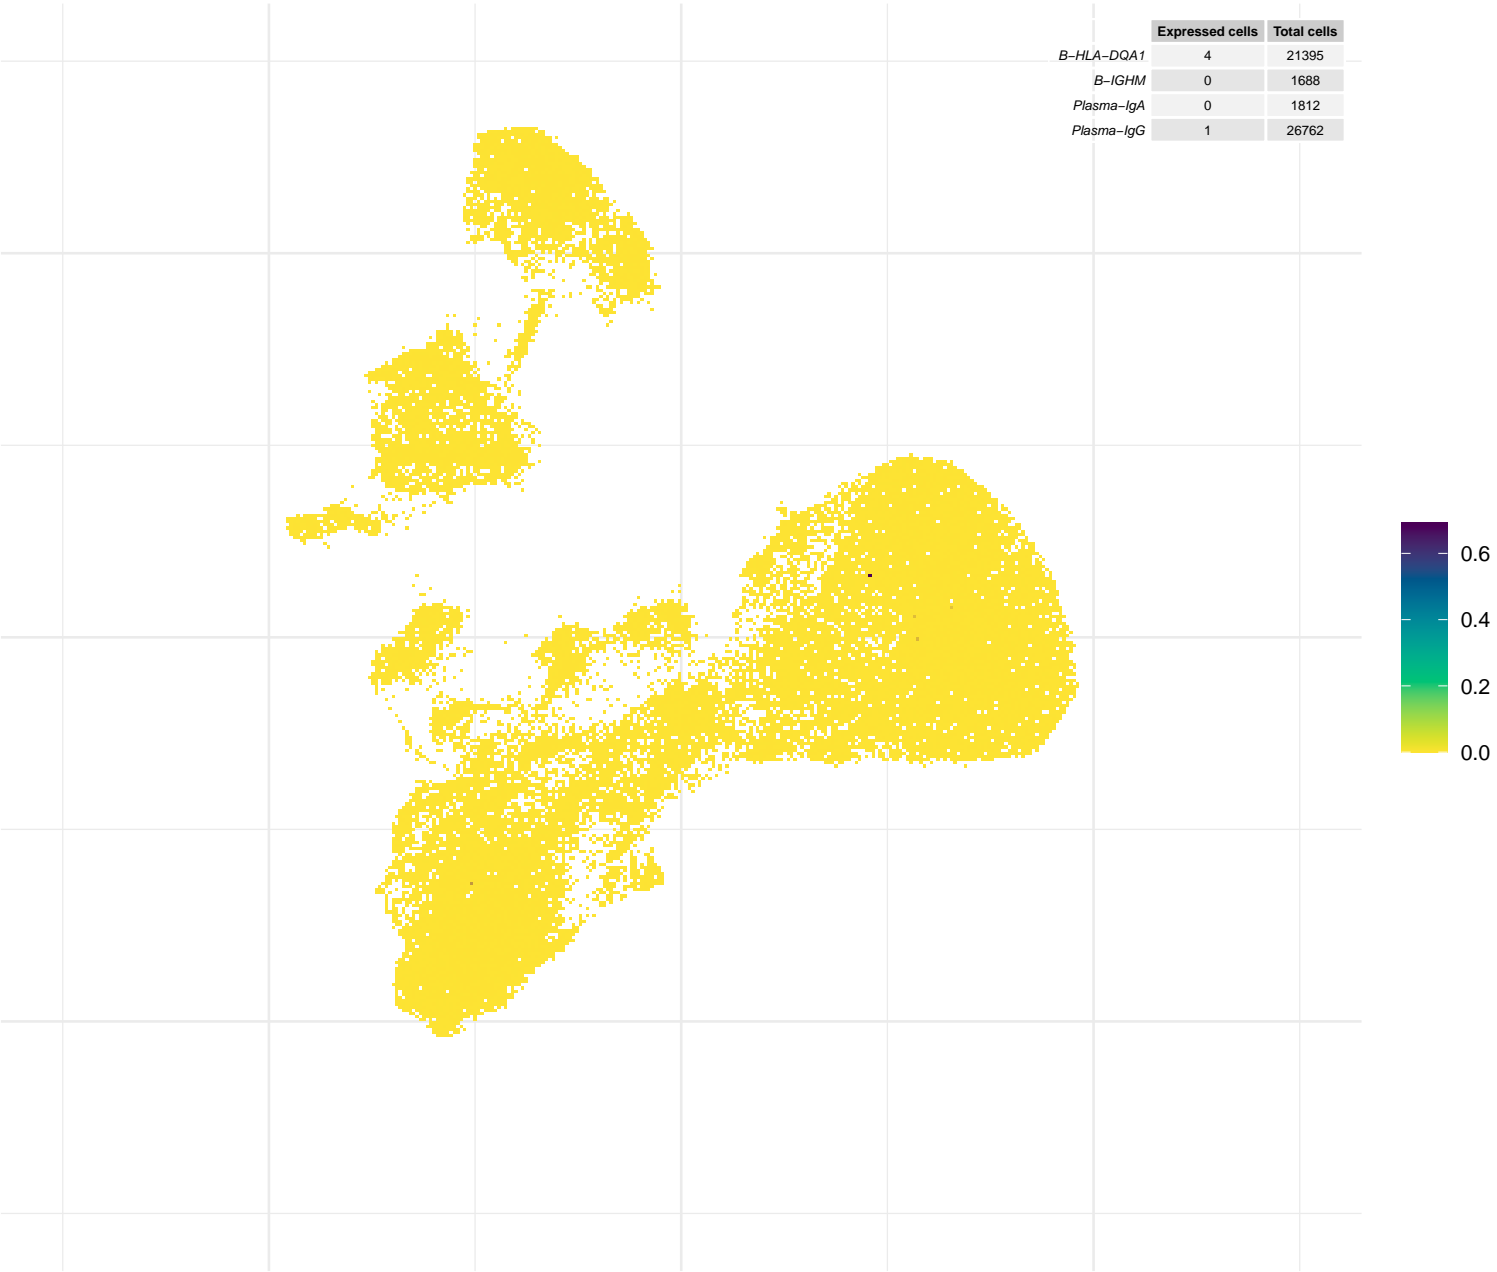 Expressed cells Total cells
B−HLA−DQA1 4 21395
B−IGHM 0 1688
Plasma−IgA 0 1812
Plasma−IgG 1 26762
0.6
0.4
0.2
0.0